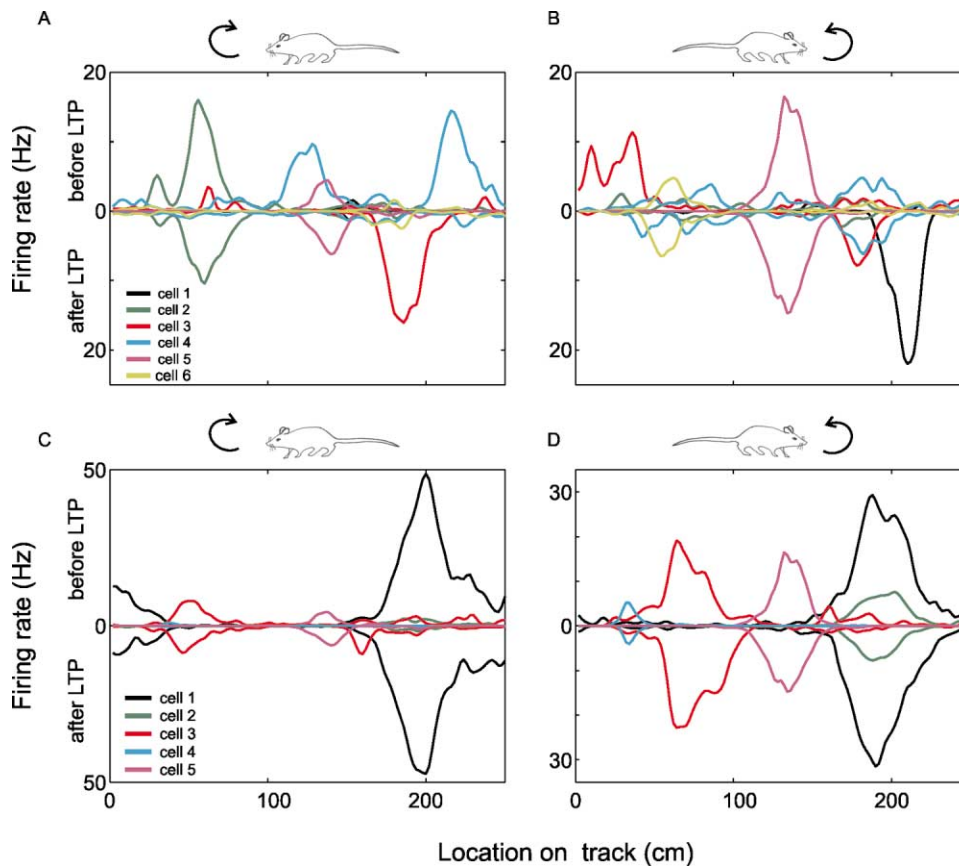 A
B
20
20
Firing rate (Hz)
before LTP
after LTP
0
0
cell 1
cell 2
cell 3
cell 4
cell 5
cell 6
20
20
C
D
50
30
Firing rate (Hz)
before LTP
after LTP
0
0
cell 1
cell 2
cell 3
cell 4
cell 5
50
30
0
100
200
0
100
200
Location on track (cm)